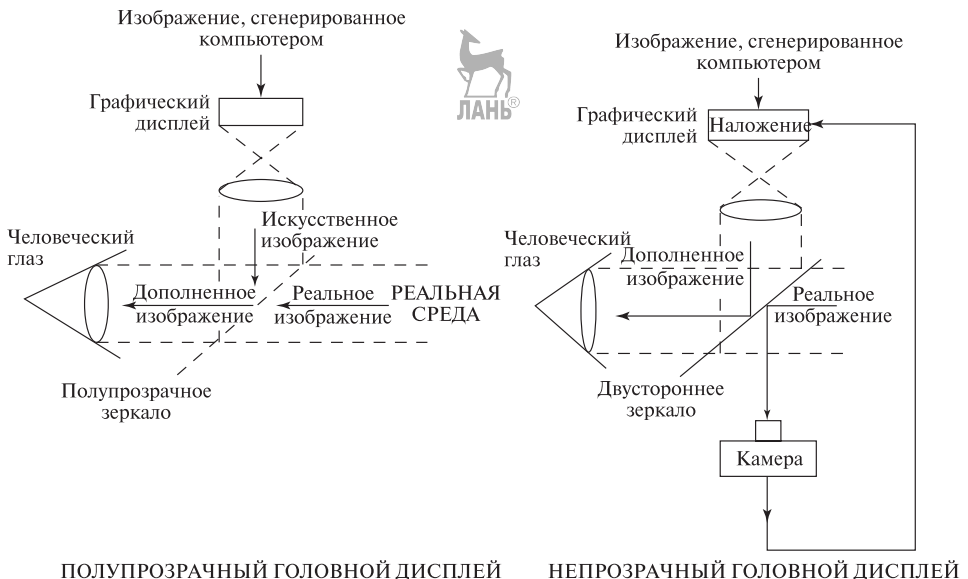 Изображение, сгенерированное
компьютером
Графический
дисплей
Искусственное
изображение
Человеческий
глаз
Дополненное
изображение
Реальное
изображение
РЕАЛЬНАЯ
СРЕДА
Полупрозрачное
зеркало
ПОЛУПРОЗРАЧНЫЙ ГОЛОВНОЙ ДИСПЛЕЙ
ЛАНЬ®
Изображение, сгенерированное
компьютером
Графический
дисплей
Наложение
Человеческий
глаз
Дополненное
изображение
Реальное
изображение
Двустороннее
зеркало
Камера
НЕПРОЗРАЧНЫЙ ГОЛОВНОЙ ДИСПЛЕЙ